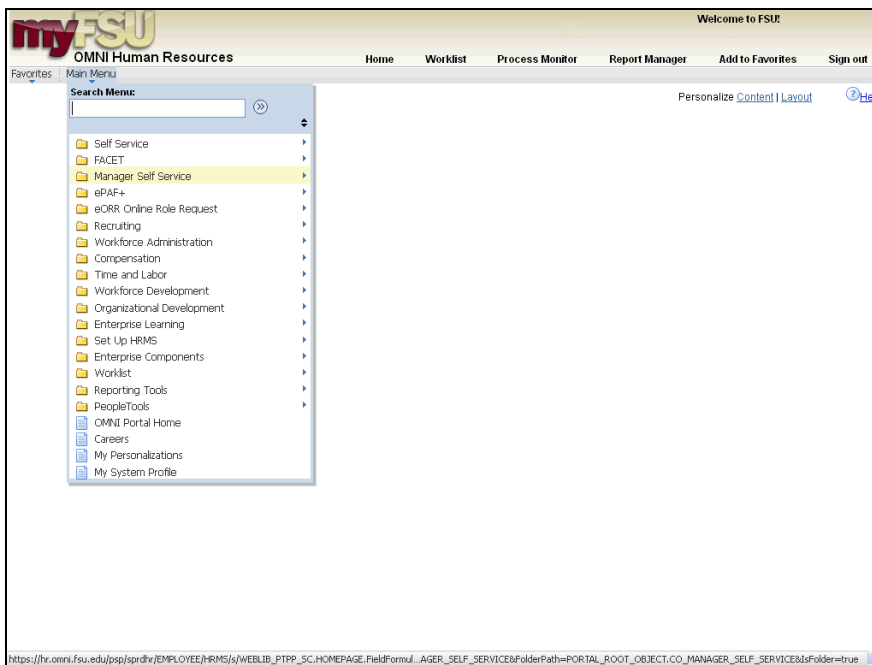 myFSU
Welcome to FSU!
OMNI Human Resources
Home Worklist Process Monitor Report Manager Add to Favorites Sign out
Favorites Main Menu
Search Menu:
Personalize Content | Layout ? He
Self Service
FACET
Manager Self Service
ePAF+
eORR Online Role Request
Recruiting
Workforce Administration
Compensation
Time and Labor
Workforce Development
Organizational Development
Enterprise Learning
Set Up HRMS
Enterprise Components
Worklist
Reporting Tools
PeopleTools
OMNI Portal Home
Careers
My Personalizations
My System Profile
https://hr.omni.fsu.edu/psp/sprdhr/EMPLOYEE/HRMS/s/WEBLIB_PTPP_SC.HOMEPAGE.FieldFormul...AGER_SELF_SERVICE&FolderPath=PORTAL_ROOT_OBJECT.CO_MANAGER_SELF_SERVICE&IsFolder=true